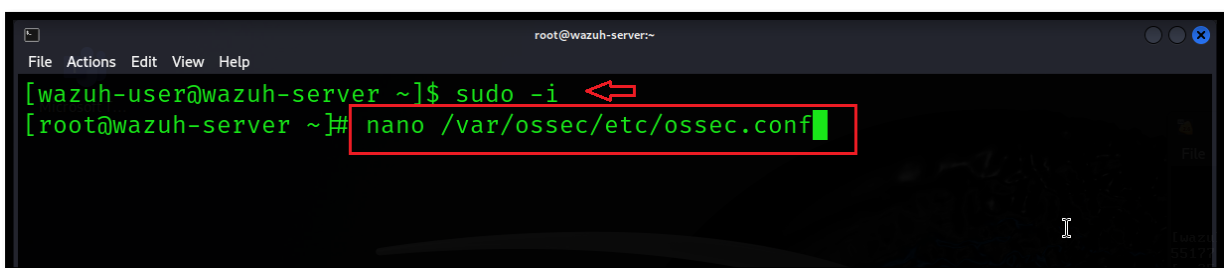 root@wazuh-server:~
File Actions Edit View Help
[wazuh-user@wazuh-server ~]$ sudo -i
[root@wazuh-server ~]# nano /var/ossec/etc/ossec.conf
File